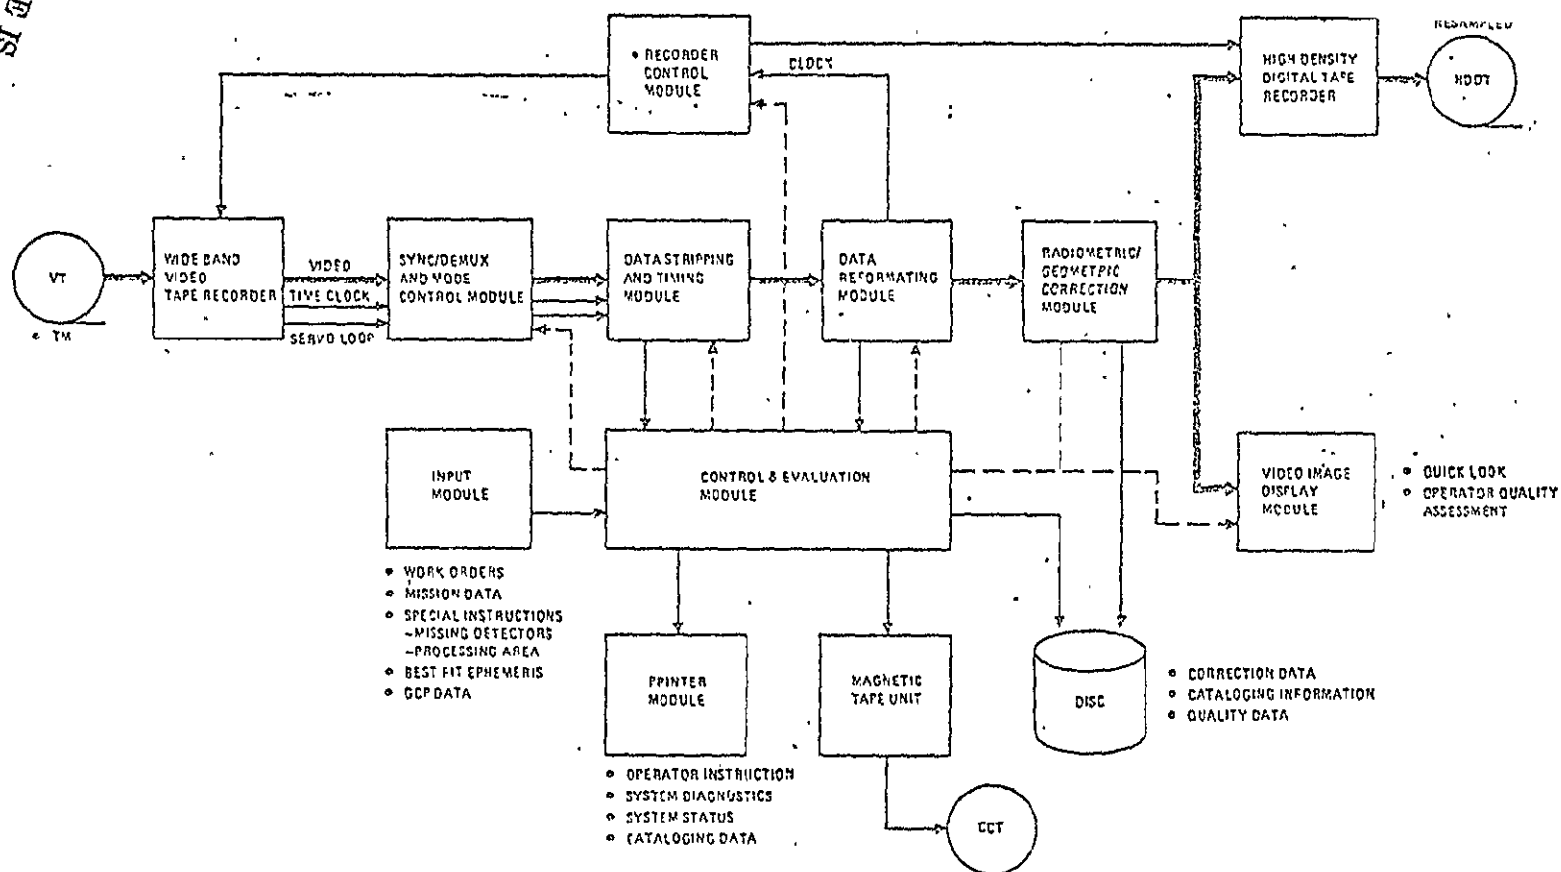 E IS
• RECORDER
CONTROL
MODULE
CLOCK
HIGH DENSITY
DIGITAL TAPE
RECORDER
RESAMPLED
HDDT
VT
• TM
WIDE BAND
VIDEO
TAPE RECORDER
VIDEO
TIME CLOCK
SERVO LOOP
SYNC/DEMUX
AND MODE
CONTROL MODULE
DATA STRIPPING
AND TIMING
MODULE
DATA
REFORMATING
MODULE
RADIOMETRIC/
GEOMETRIC
CORRECTION
MODULE
INPUT
MODULE
CONTROL & EVALUATION
MODULE
VIDEO IMAGE
DISPLAY
MODULE
• QUICK LOOK
• OPERATOR QUALITY
ASSESSMENT
• WORK ORDERS
• MISSION DATA
• SPECIAL INSTRUCTIONS
-MISSING DETECTORS
-PROCESSING AREA
• BEST FIT EPHEMERIS
• GCP DATA
PRINTER
MODULE
MAGNETIC
TAPE UNIT
DISC
• CORRECTION DATA
• CATALOGING INFORMATION
• QUALITY DATA
• OPERATOR INSTRUCTION
• SYSTEM DIAGNOSTICS
• SYSTEM STATUS
• CATALOGING DATA
CCT